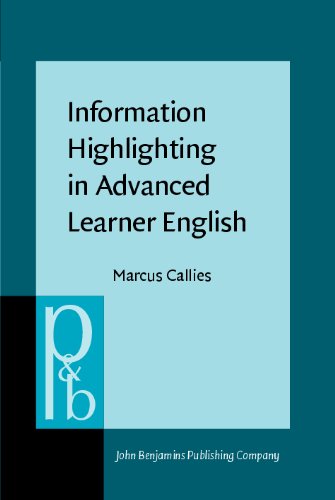 Information
Highlighting
in Advanced
Learner English
Marcus Callies
p
&
b
John Benjamins Publishing Company